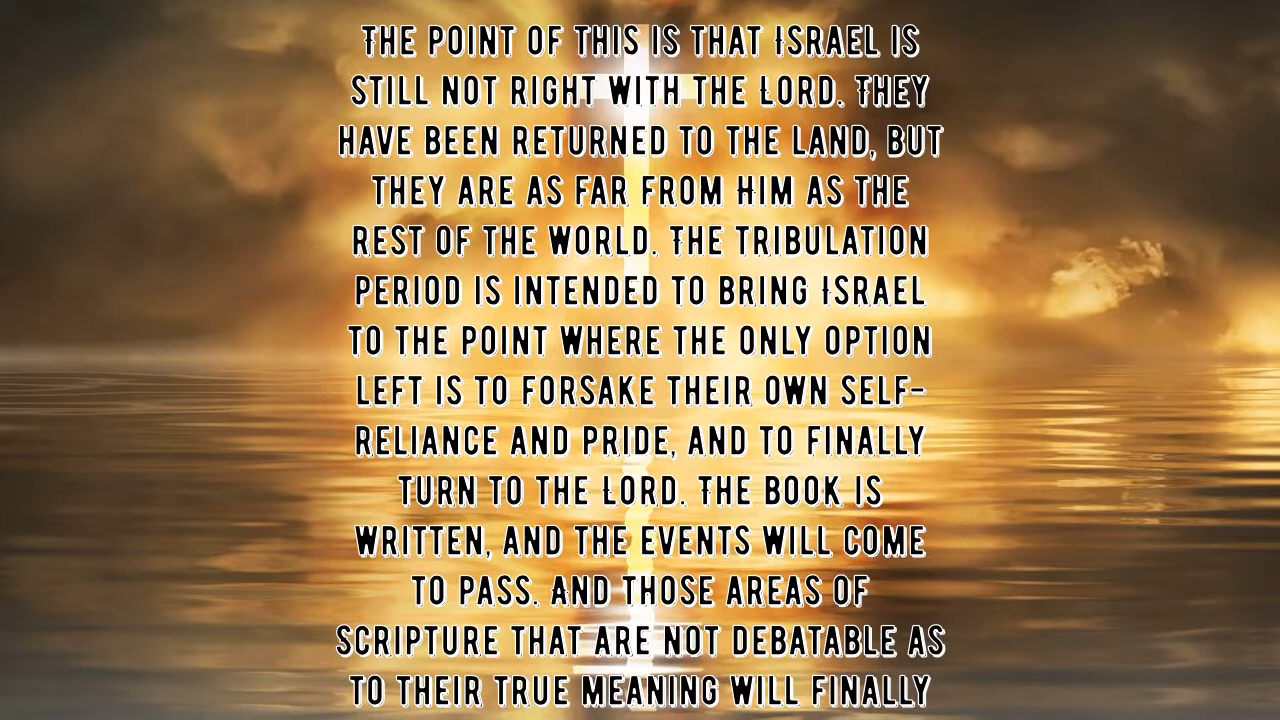 THE POINT OF THIS IS THAT ISRAEL IS
STILL NOT RIGHT WITH THE LORD. THEY
HAVE BEEN RETURNED TO THE LAND, BUT
THEY ARE AS FAR FROM HIM AS THE
REST OF THE WORLD. THE TRIBULATION
PERIOD IS INTENDED TO BRING ISRAEL
TO THE POINT WHERE THE ONLY OPTION
LEFT IS TO FORSAKE THEIR OWN SELF-
RELIANCE AND PRIDE, AND TO FINALLY
TURN TO THE LORD. THE BOOK IS
WRITTEN, AND THE EVENTS WILL COME
TO PASS. AND THOSE AREAS OF
SCRIPTURE THAT ARE NOT DEBATABLE AS
TO THEIR TRUE MEANING WILL FINALLY